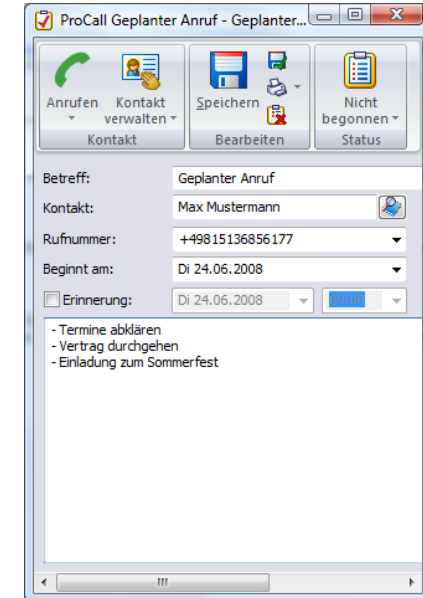 ProCall Geplanter Anruf - Geplanter...
Anrufen
Kontakt verwalten
Speichern
Nicht begonnen
Kontakt
Bearbeiten
Status
Betreff: Geplanter Anruf
Kontakt: Max Mustermann
Rufnummer: +49815136856177
Beginnt am: Di 24.06.2008
Erinnerung: Di 24.06.2008 09:00
- Termine abklären
- Vertrag durchgehen
- Einladung zum Sommerfest